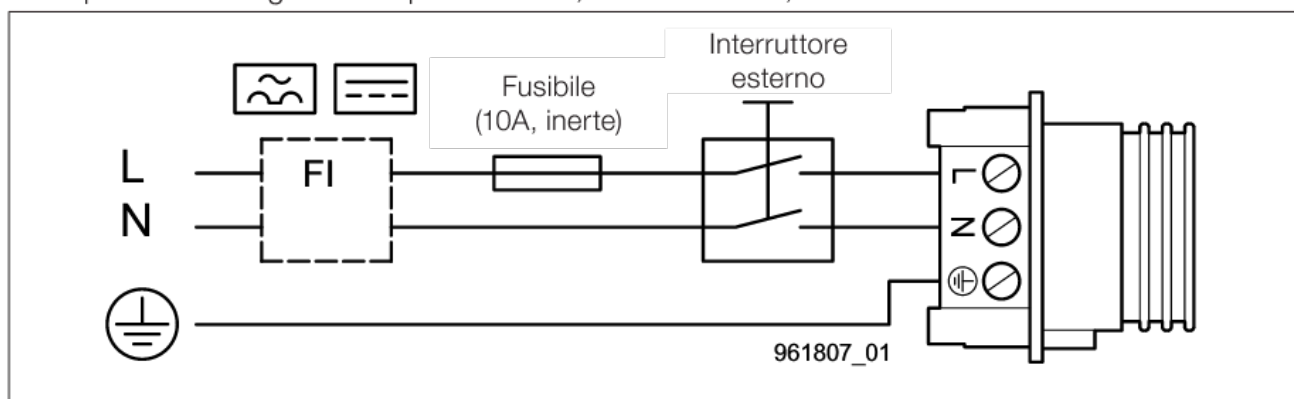 Interruttore
esterno
Fusibile
(10A, inerte)
L
FI
L
N
N
961807_01